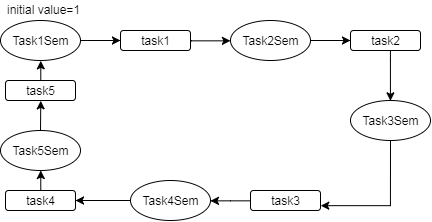 initial value=1
Task1Sem
task1
Task2Sem
task2
task5
Task3Sem
Task5Sem
task4
Task4Sem
task3